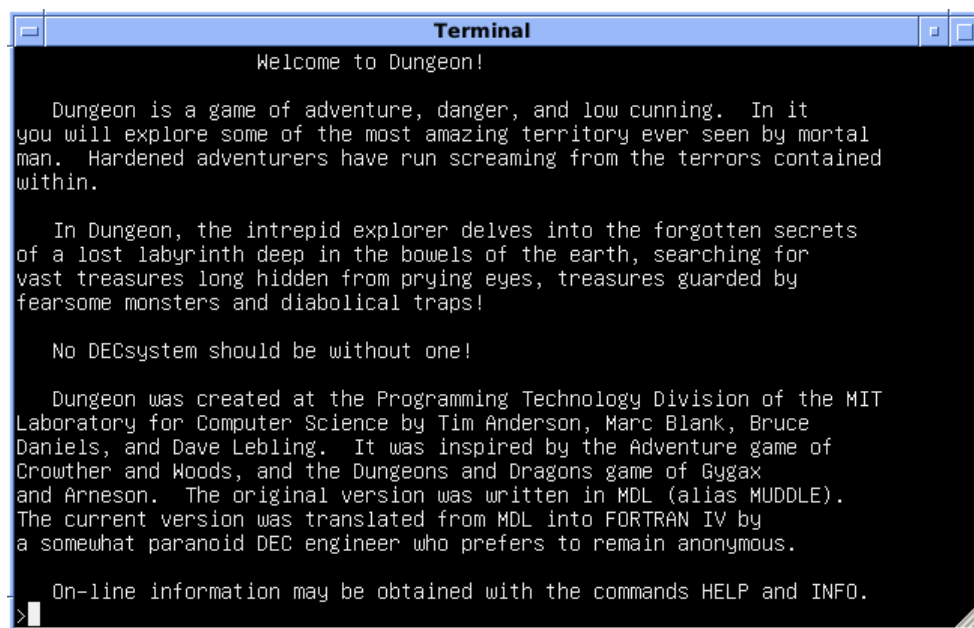 Terminal
Welcome to Dungeon!
Dungeon is a game of adventure, danger, and low cunning.  In it
you will explore some of the most amazing territory ever seen by mortal
man.  Hardened adventurers have run screaming from the terrors contained
within.
In Dungeon, the intrepid explorer delves into the forgotten secrets
of a lost labyrinth deep in the bowels of the earth, searching for
vast treasures long hidden from prying eyes, treasures guarded by
fearsome monsters and diabolical traps!
No DECsystem should be without one!
Dungeon was created at the Programming Technology Division of the MIT
Laboratory for Computer Science by Tim Anderson, Marc Blank, Bruce
Daniels, and Dave Lebling.  It was inspired by the Adventure game of
Crowther and Woods, and the Dungeons and Dragons game of Gygax
and Arneson.  The original version was written in MDL (alias MUDDLE).
The current version was translated from MDL into FORTRAN IV by
a somewhat paranoid DEC engineer who prefers to remain anonymous.
On-line information may be obtained with the commands HELP and INFO.
>